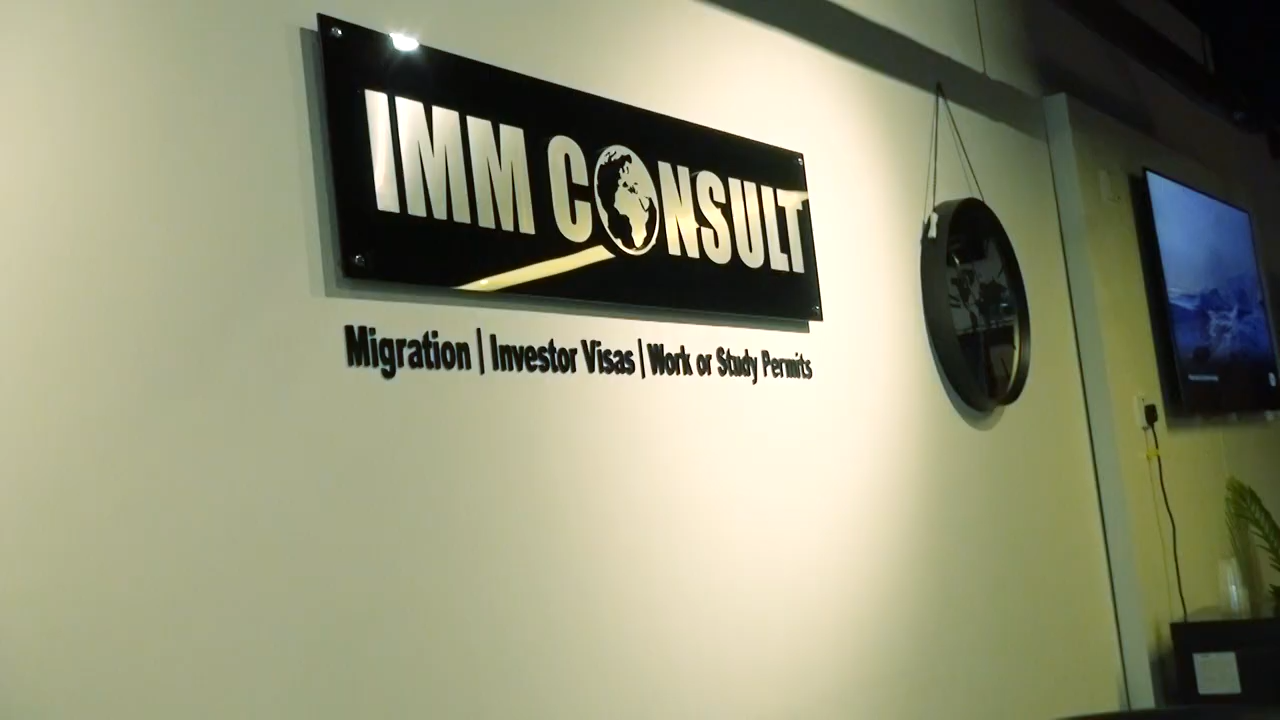 IMM CONSULT
Migration | Investor Visas | Work or Study Permits